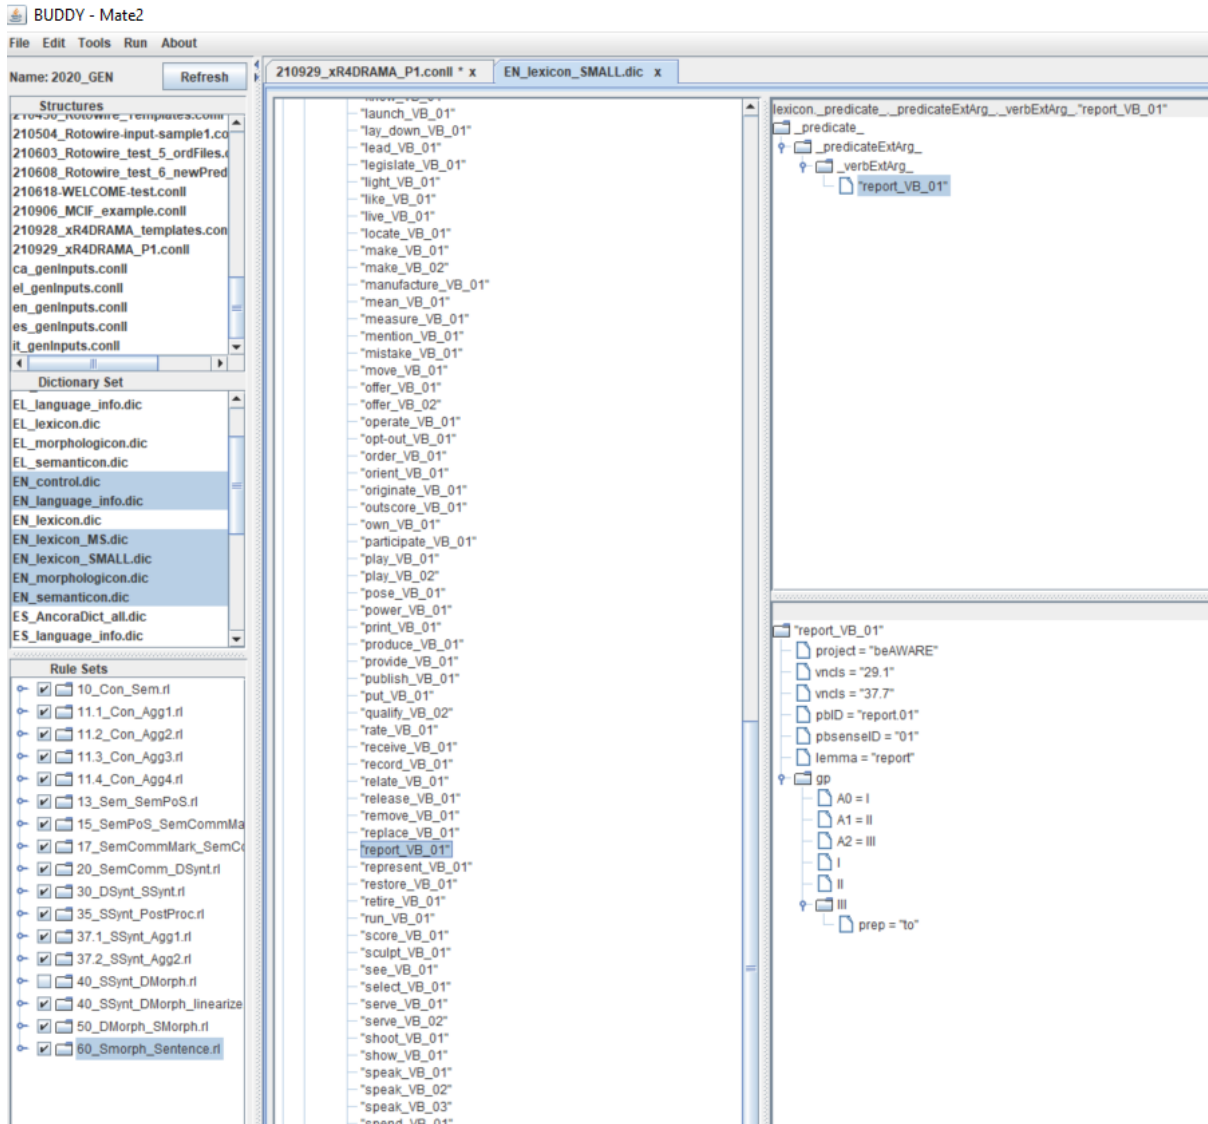 BUDDY - Mate2
File Edit Tools Run About
Name: 2020_GEN
Refresh
Structures
210504_Rotowire-input-sample1.co
210603_Rotowire_test_5_ordFiles.
210608_Rotowire_test_6_newPred
210618-WELCOME-test.conll
210906_MCIF_example.conll
210928_xR4DRAMA_templates.con
210929_xR4DRAMA_P1.conll
ca_genInputs.conll
el_genInputs.conll
en_genInputs.conll
es_genInputs.conll
it_genInputs.conll
Dictionary Set
EL_language_info.dic
EL_lexicon.dic
EL_morphologicon.dic
EL_semanticon.dic
EN_control.dic
EN_language_info.dic
EN_lexicon.dic
EN_lexicon_MS.dic
EN_lexicon_SMALL.dic
EN_morphologicon.dic
EN_semanticon.dic
ES_AncoraDict_all.dic
ES_language_info.dic
Rule Sets
10_Con_Sem.rl
11.1_Con_Agg1.rl
11.2_Con_Agg2.rl
11.3_Con_Agg3.rl
11.4_Con_Agg4.rl
13_Sem_SemPoS.rl
15_SemPoS_SemCommMa
17_SemCommMark_SemCo
20_SemComm_DSynt.rl
30_DSynt_SSynt.rl
35_SSynt_PostProc.rl
37.1_SSynt_Agg1.rl
37.2_SSynt_Agg2.rl
40_SSynt_DMorph.rl
40_SSynt_DMorph_linearize
50_DMorph_SMorph.rl
60_Smorph_Sentence.rl
210929_xR4DRAMA_P1.conll * x
EN_lexicon_SMALL.dic x
"launch_VB_01"
"lay_down_VB_01"
"lead_VB_01"
"legislate_VB_01"
"light_VB_01"
"like_VB_01"
"live_VB_01"
"locate_VB_01"
"make_VB_01"
"make_VB_02"
"manufacture_VB_01"
"mean_VB_01"
"measure_VB_01"
"mention_VB_01"
"mistake_VB_01"
"move_VB_01"
"offer_VB_01"
"offer_VB_02"
"operate_VB_01"
"opt-out_VB_01"
"order_VB_01"
"orient_VB_01"
"originate_VB_01"
"outscore_VB_01"
"own_VB_01"
"participate_VB_01"
"play_VB_01"
"play_VB_02"
"pose_VB_01"
"power_VB_01"
"print_VB_01"
"produce_VB_01"
"provide_VB_01"
"publish_VB_01"
"put_VB_01"
"qualify_VB_02"
"rate_VB_01"
"receive_VB_01"
"record_VB_01"
"relate_VB_01"
"release_VB_01"
"remove_VB_01"
"replace_VB_01"
"report_VB_01"
"represent_VB_01"
"restore_VB_01"
"retire_VB_01"
"run_VB_01"
"score_VB_01"
"sculpt_VB_01"
"see_VB_01"
"select_VB_01"
"serve_VB_01"
"serve_VB_02"
"shoot_VB_01"
"show_VB_01"
"speak_VB_01"
"speak_VB_02"
"speak_VB_03"
"spend_VB_01"
lexicon._predicate_._predicateExtArg_._verbExtArg_."report_VB_01"
_predicate_
_predicateExtArg_
_verbExtArg_
"report_VB_01"
"report_VB_01"
project = "beAWARE"
vncls = "29.1"
vncls = "37.7"
pbID = "report.01"
pbsenseID = "01"
lemma = "report"
gp
A0 = I
A1 = II
A2 = III
I
II
III
prep = "to"